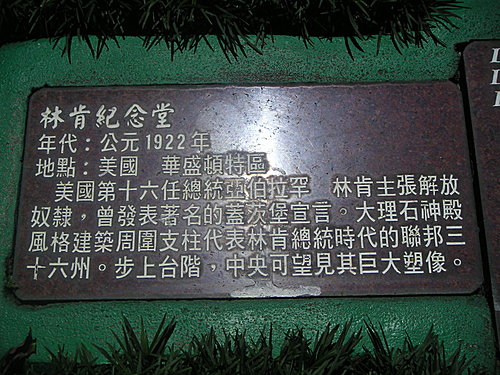 林肯紀念堂
年代：公元1922年
地點：美國　華盛頓特區
美國第十六任總統亞伯拉罕　林肯主張解放
奴隸，曾發表著名的蓋茨堡宣言。大理石神殿
風格建築周圍支柱代表林肯總統時代的聯邦三
十六州。步上台階，中央可望見其巨大塑像。